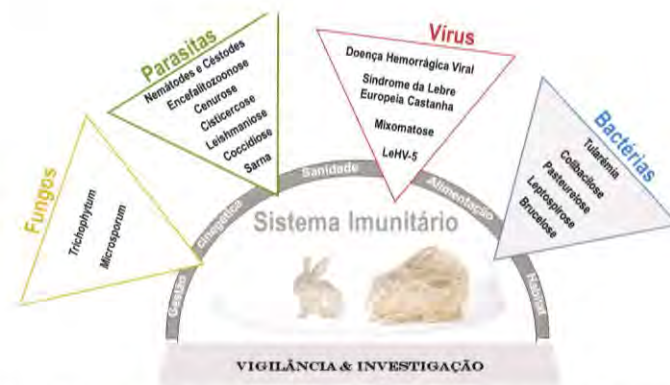 Fungos
Trichophytum
Microsporum
Parasitas
Nemátodes e Céstodes
Encefalitozoonose
Cenurose
Cisticercose
Leishmaniose
Coccidiose
Sarna
Vírus
Doença Hemorrágica Viral
Síndrome da Lebre
Europeia Castanha
Mixomatose
LeHV-5
Bactérias
Tularémia
Colibacilose
Pasteurelose
Leptospirose
Brucelose
Gestão
cinegética
Sanidade
Alimentação
Habitat
Sistema Imunitário
VIGILÂNCIA & INVESTIGAÇÃO